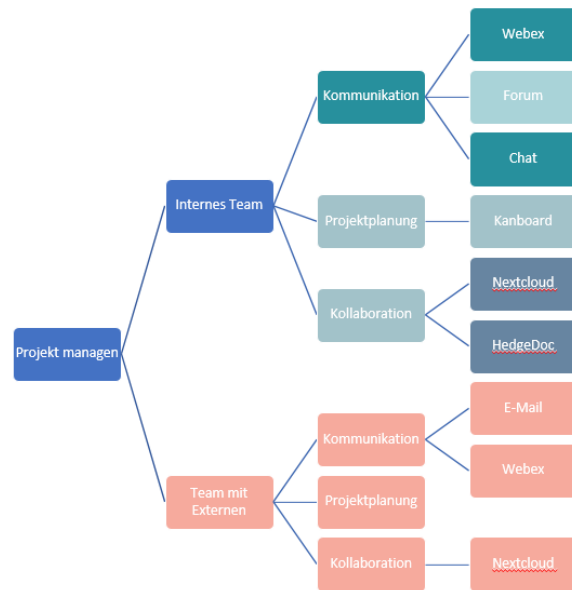 Webex
Kommunikation
Forum
Chat
Internes Team
Projektplanung
Kanboard
Nextcloud
Kollaboration
HedgeDoc
Projekt managen
E-Mail
Kommunikation
Webex
Team mit
Externen
Projektplanung
Kollaboration
Nextcloud